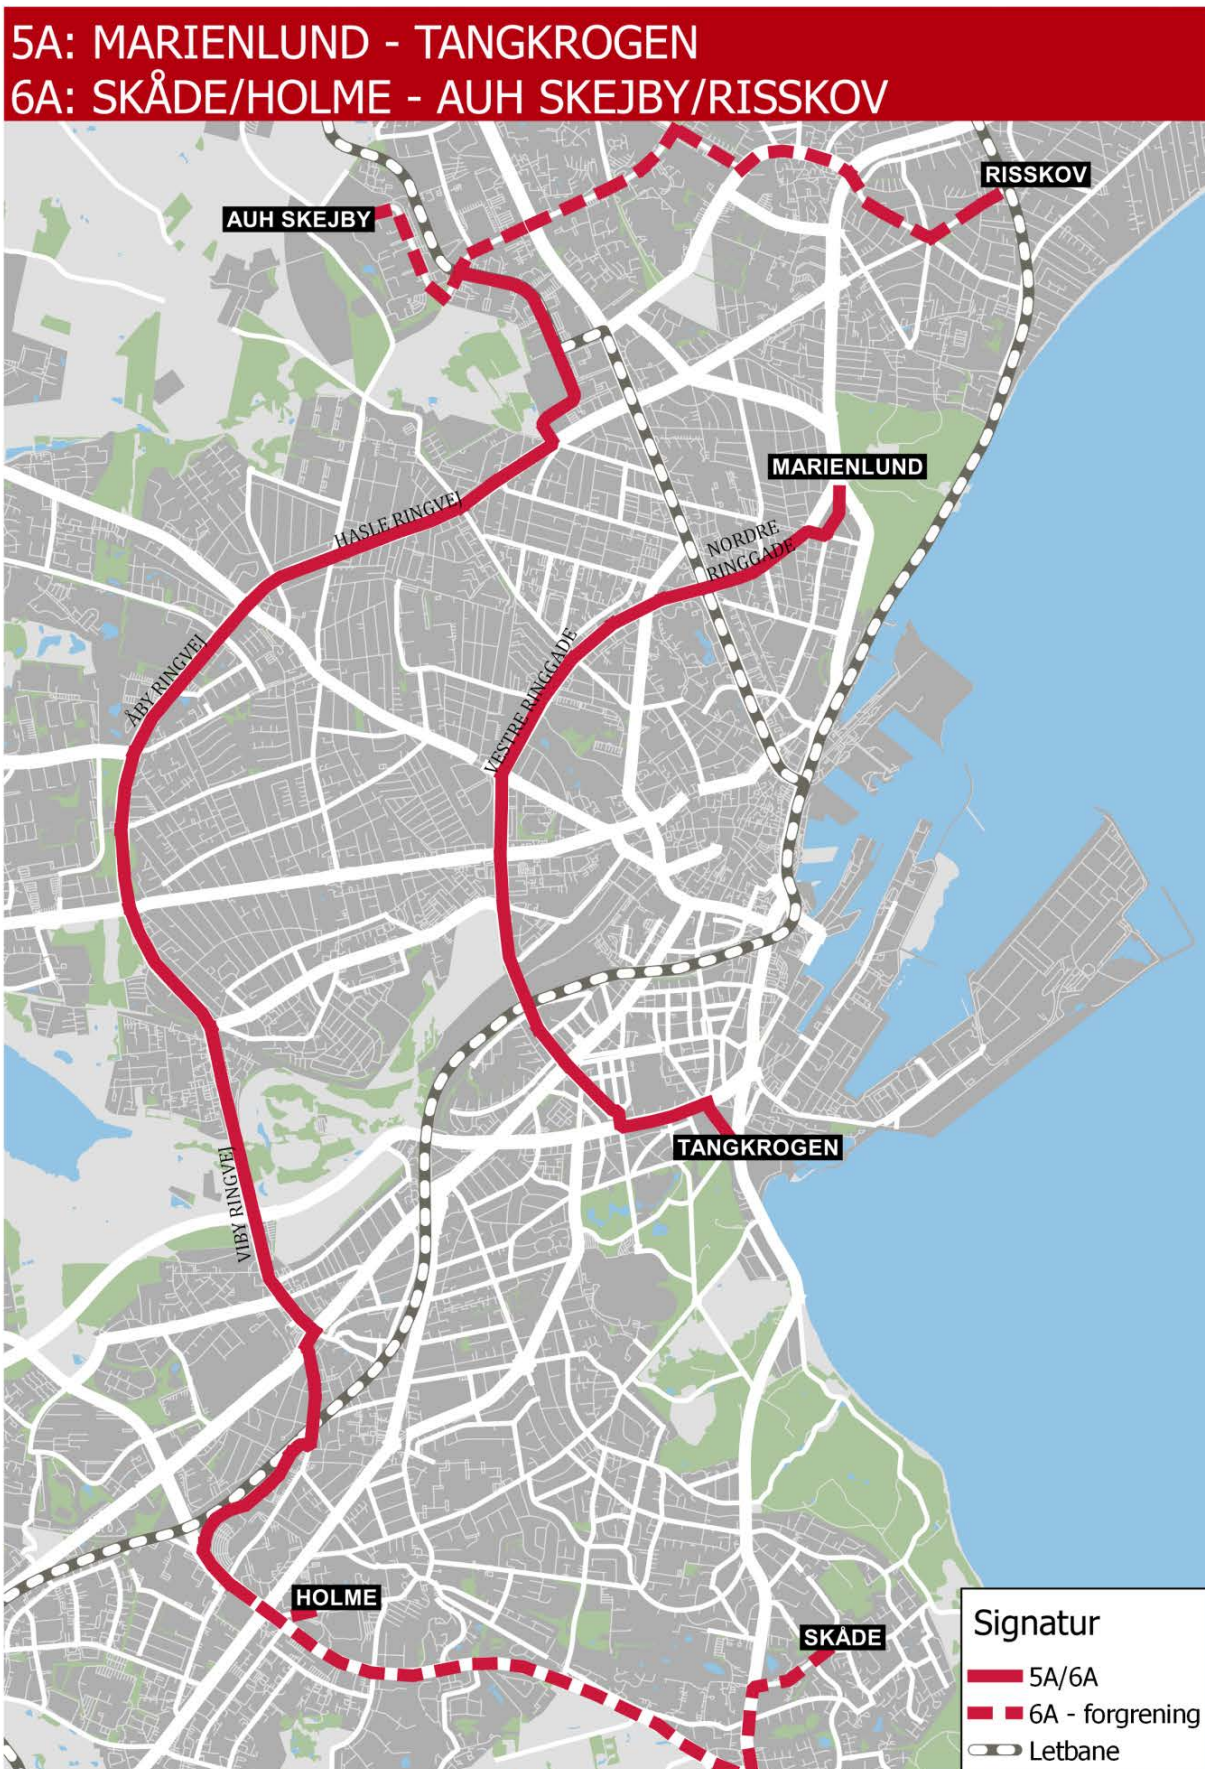 5A: MARIENLUND - TANGKROGEN
6A: SKÅDE/HOLME - AUH SKEJBY/RISSKOV
RISSKOV
AUH SKEJBY
MARIENLUND
HASLE RINGVEJ
NORDRE
RINGGADE
ÅBY RINGVEJ
VESTRE RINGGADE
TANGKROGEN
VIBY RINGVEJ
HOLME
SKÅDE
Signatur
5A/6A
6A - forgrening
Letbane